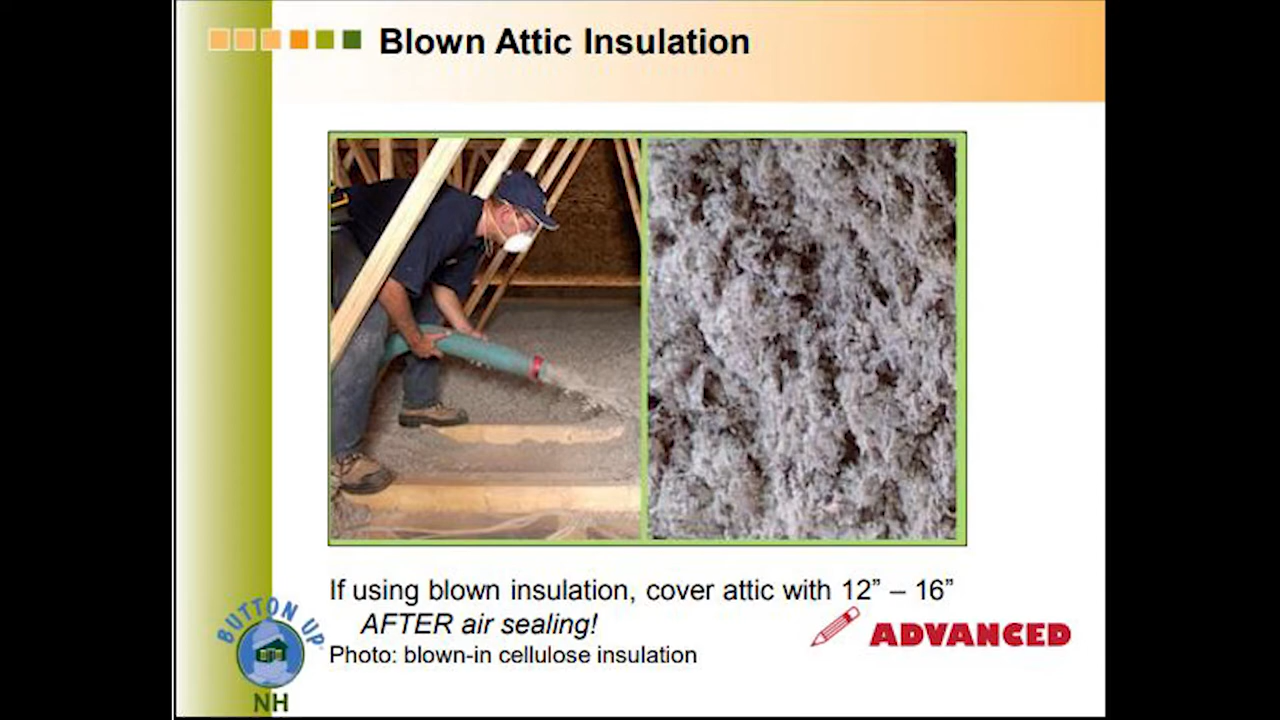 Blown Attic Insulation
If using blown insulation, cover attic with 12” – 16”
AFTER air sealing!
Photo: blown-in cellulose insulation
ADVANCED
BUTTON UP
NH